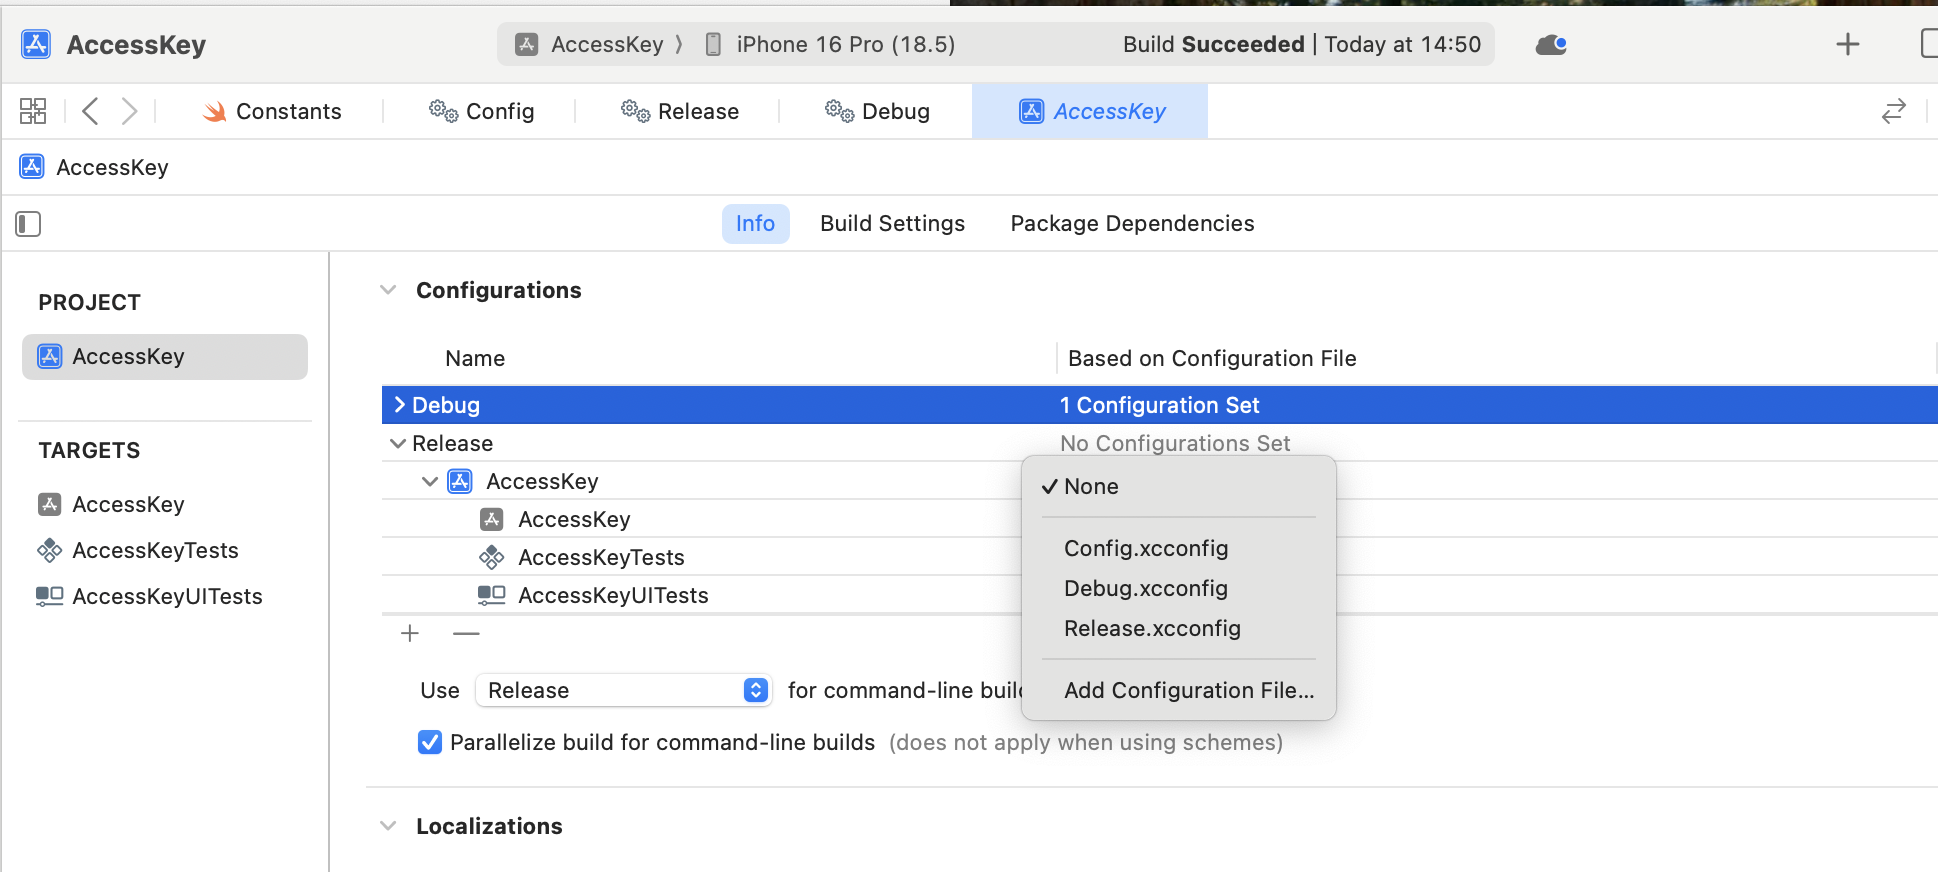 AccessKey
AccessKey 〉 iPhone 16 Pro (18.5) Build Succeeded | Today at 14:50
Constants Config Release Debug AccessKey
AccessKey
Info Build Settings Package Dependencies
PROJECT
AccessKey
TARGETS
AccessKey
AccessKeyTests
AccessKeyUITests
Configurations
Name Based on Configuration File
Debug 1 Configuration Set
Release No Configurations Set
AccessKey
AccessKey
AccessKeyTests
AccessKeyUITests
None
Config.xcconfig
Debug.xcconfig
Release.xcconfig
Add Configuration File...
Use Release for command-line
Parallelize build for command-line builds (does not apply when using schemes)
Localizations